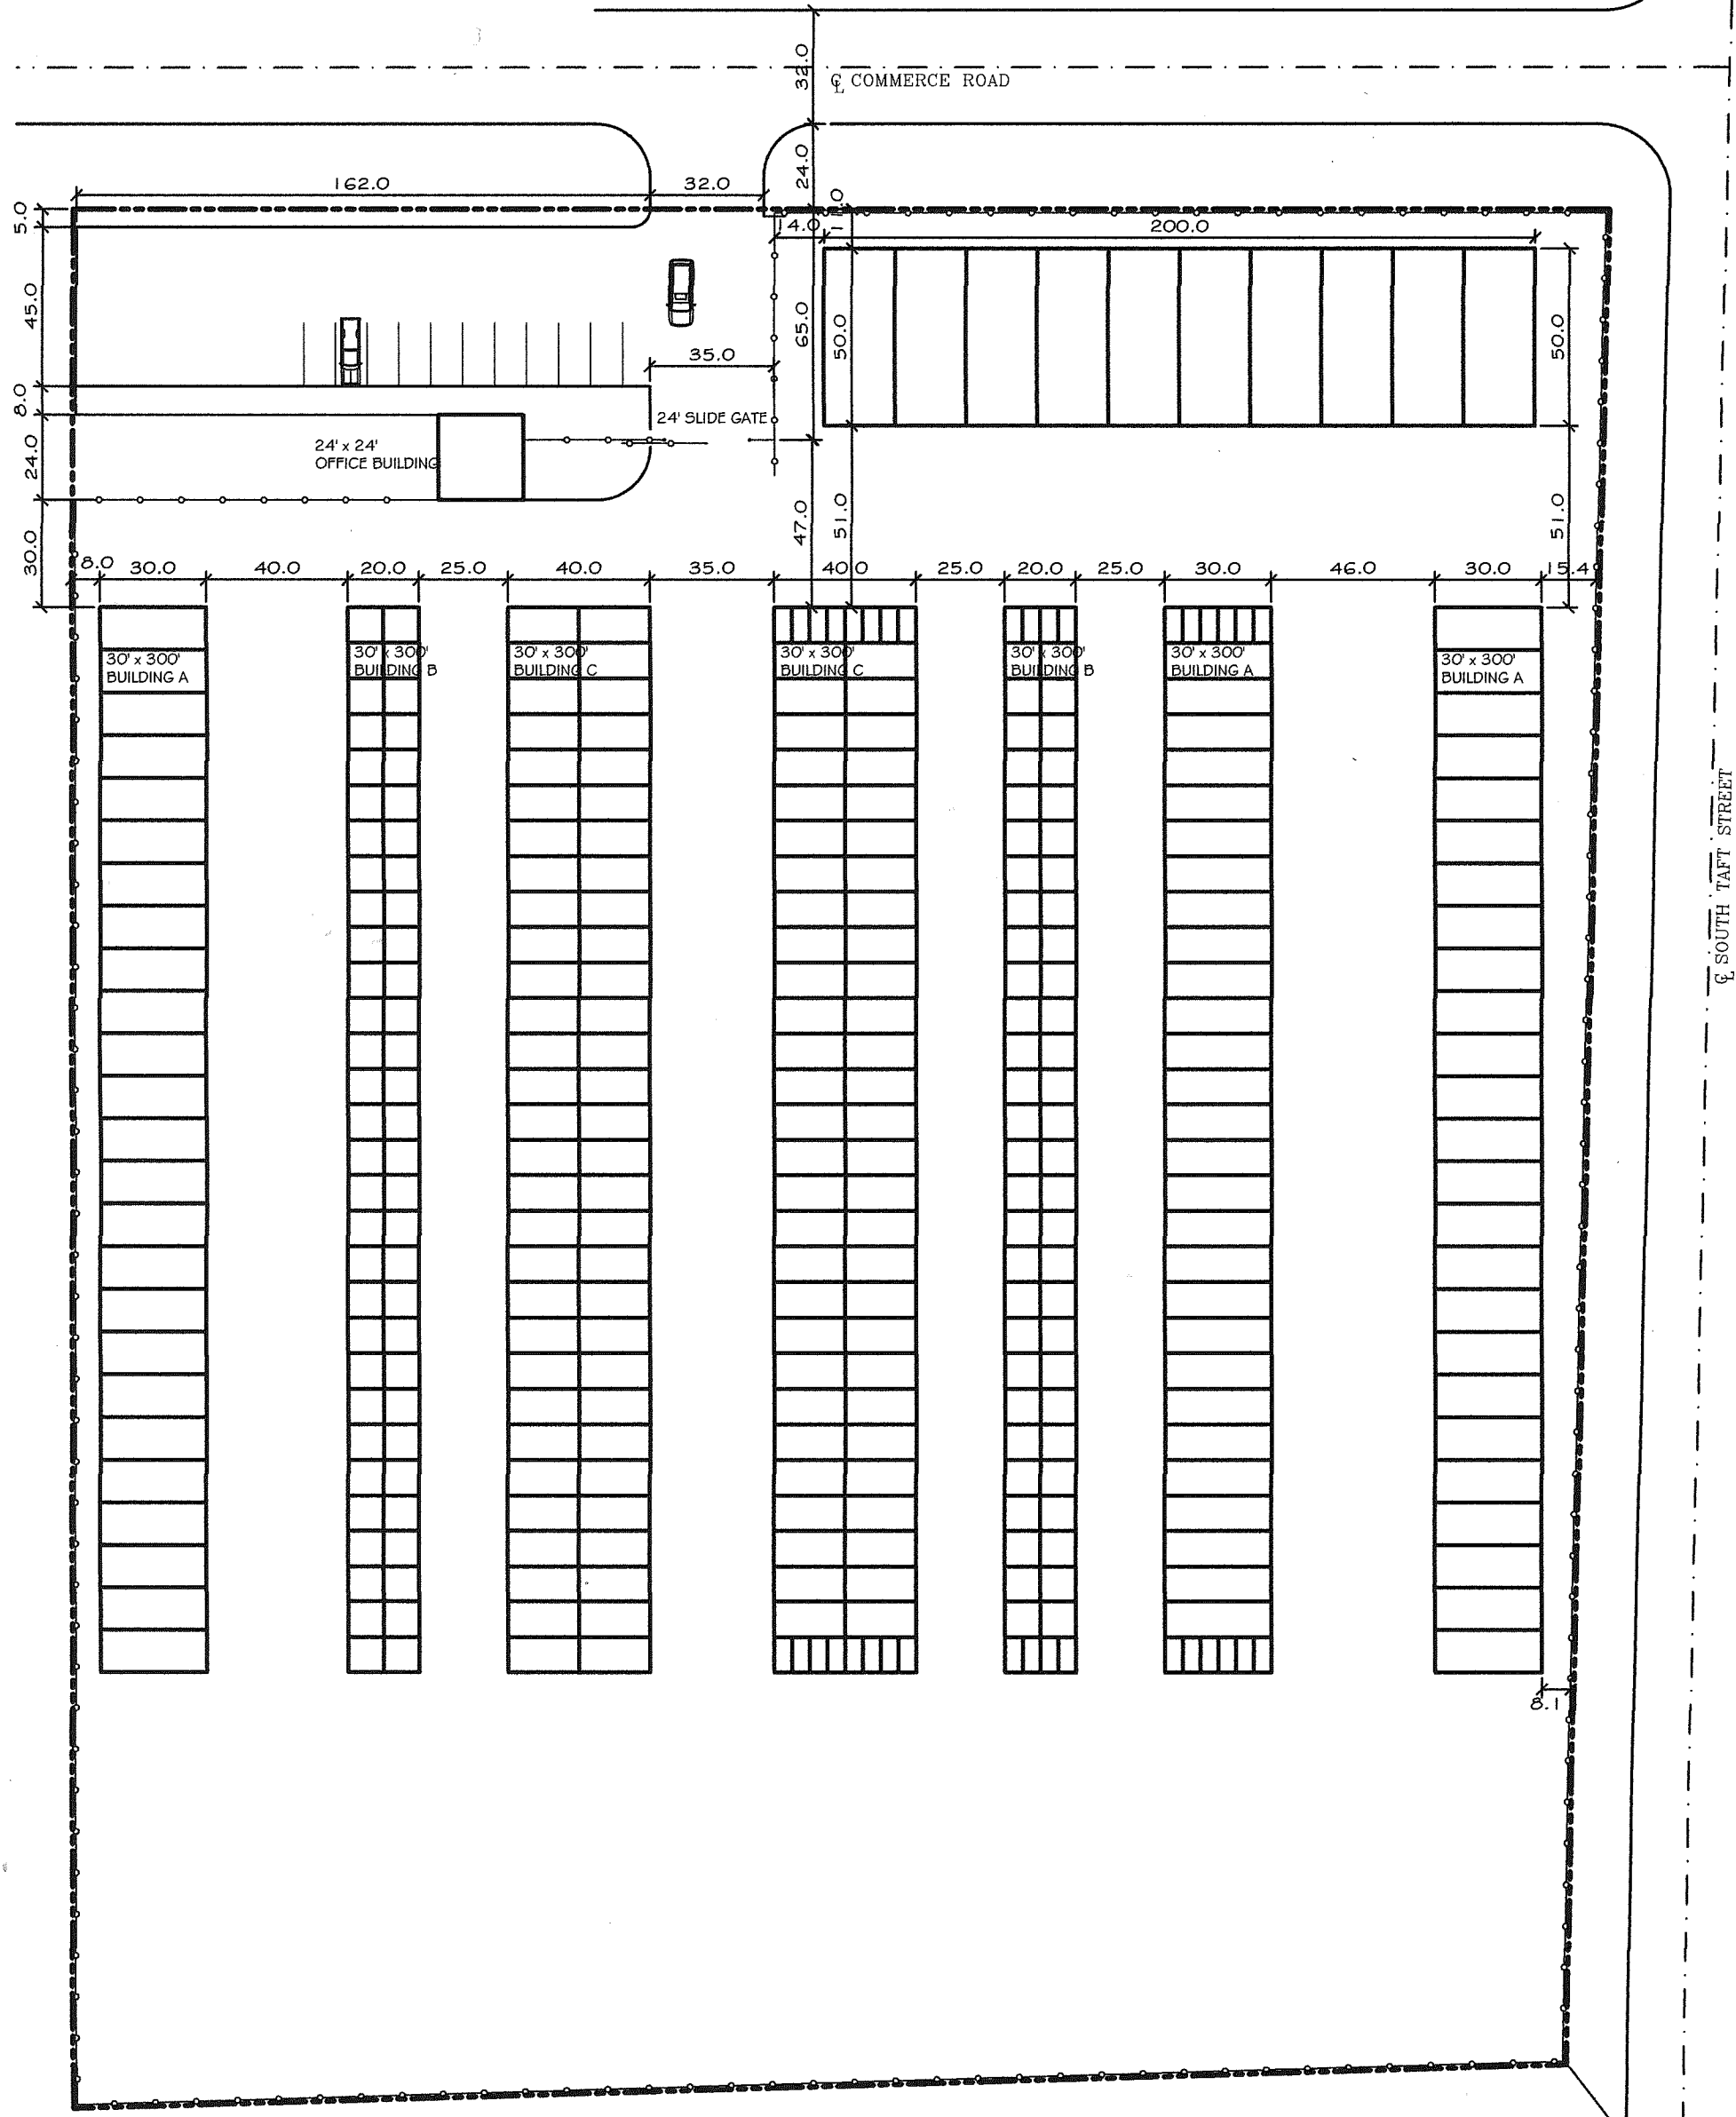 32.0
℄ COMMERCE ROAD
24.0
162.0
32.0
5.0
14.0
200.0
45.0
65.0
50.0
50.0
35.0
8.0
24' SLIDE GATE
24.0
24' x 24'
OFFICE BUILDING
30.0
47.0
51.0
51.0
8.0
30.0
40.0
20.0
25.0
40.0
35.0
40.0
25.0
20.0
25.0
30.0
46.0
30.0
15.4
30' x 300'
BUILDING A
30' x 300'
BUILDING B
30' x 300'
BUILDING C
30' x 300'
BUILDING C
30' x 300'
BUILDING B
30' x 300'
BUILDING A
30' x 300'
BUILDING A
℄ SOUTH TAFT STREET
8.1